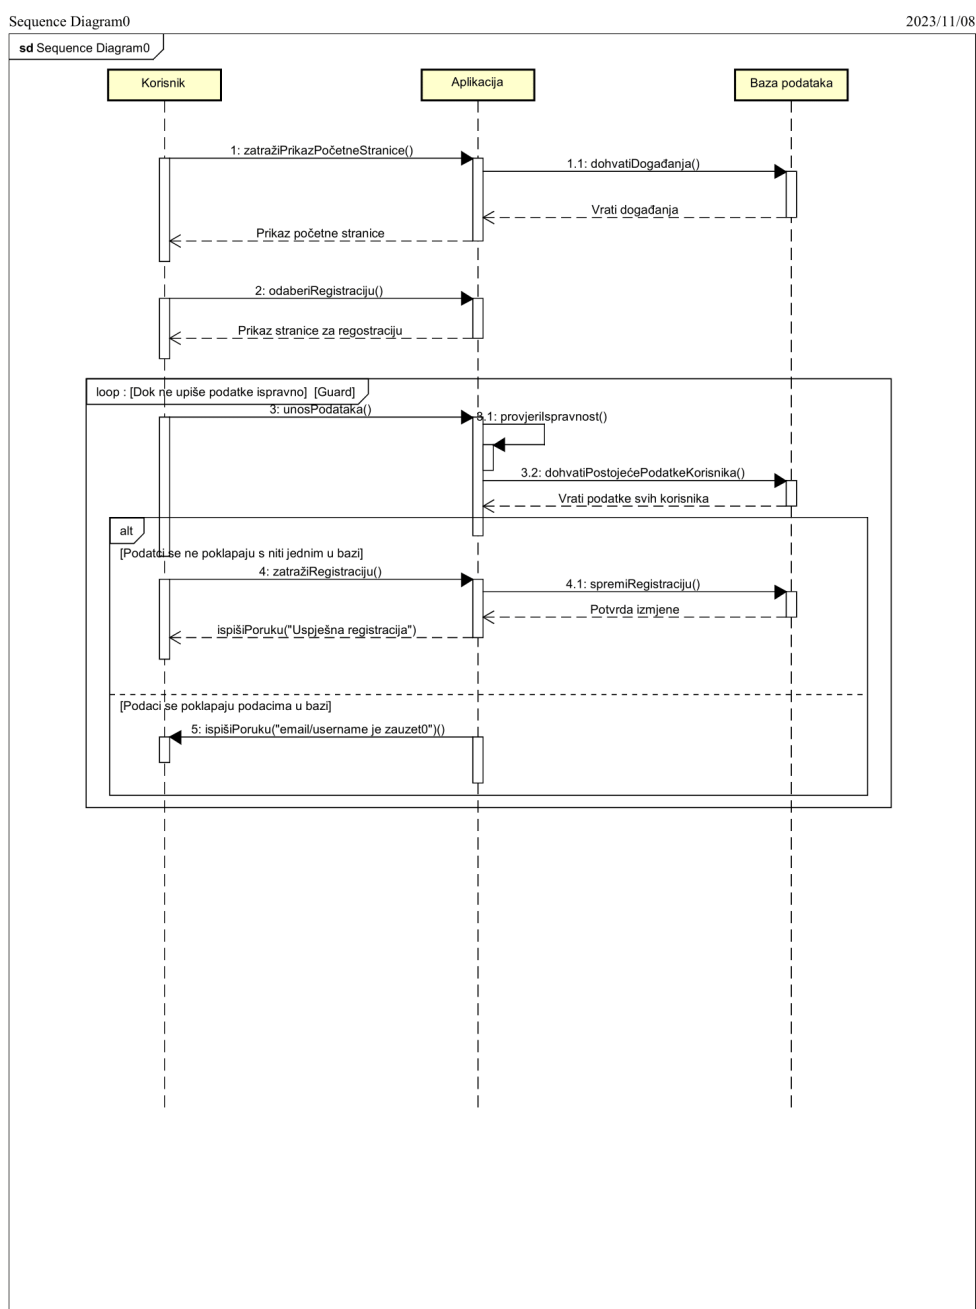 Sequence Diagram0 2023/11/08
sd Sequence Diagram0
Korisnik Aplikacija Baza podataka
1: zatražiPrikazPočetneStranice()
1.1: dohvatiDogađanja()
Vrati događanja
Prikaz početne stranice
2: odaberiRegistraciju()
Prikaz stranice za regostraciju
loop : [Dok ne upiše podatke ispravno] [Guard]
3: unosPodataka()
3.1: provjeriIspravnost()
3.2: dohvatiPostojećePodatkeKorisnika()
Vrati podatke svih korisnika
alt
[Podatci se ne poklapaju s niti jednim u bazi]
4: zatražiRegistraciju()
4.1: spremiRegistraciju()
Potvrda izmjene
ispišiPoruku("Uspješna registracija")
[Podaci se poklapaju podacima u bazi]
5: ispišiPoruku("email/username je zauzet0")()